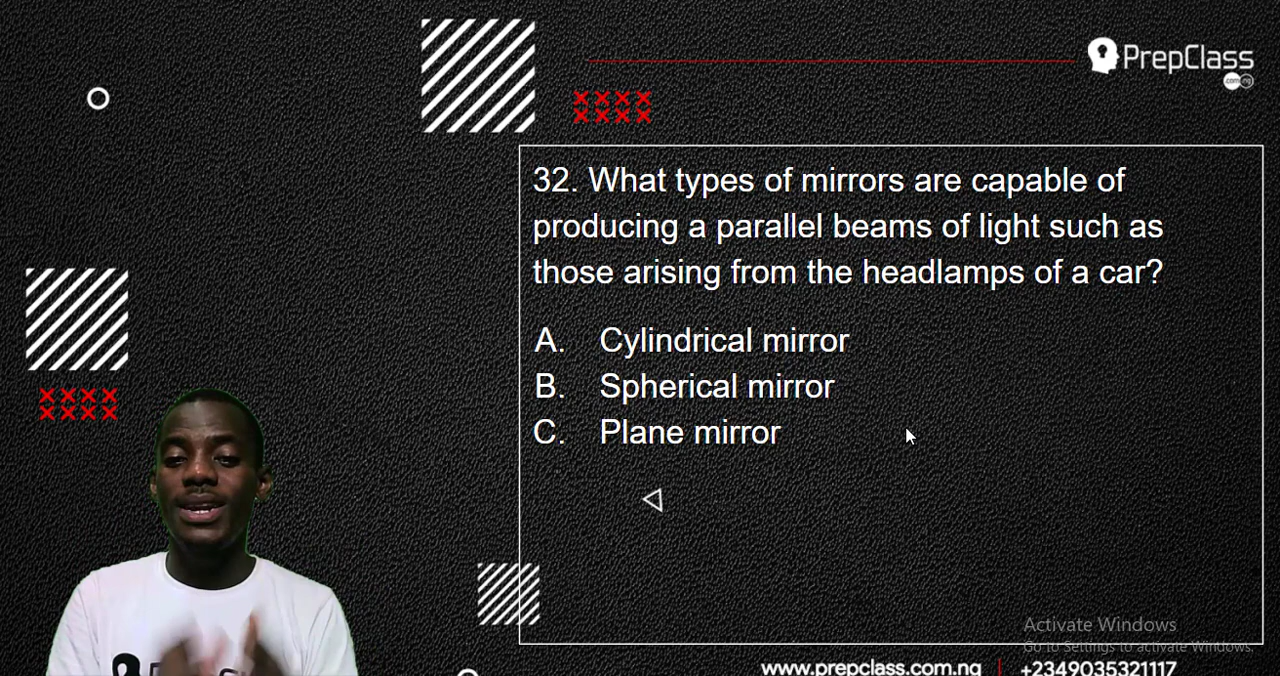 PrepClass
.com
32. What types of mirrors are capable of
producing a parallel beams of light such as
those arising from the headlamps of a car?
A. Cylindrical mirror
B. Spherical mirror
C. Plane mirror
Activate Windows
Go to Settings to activate Windows.
www.prepclass.com.ng | +2349035321117